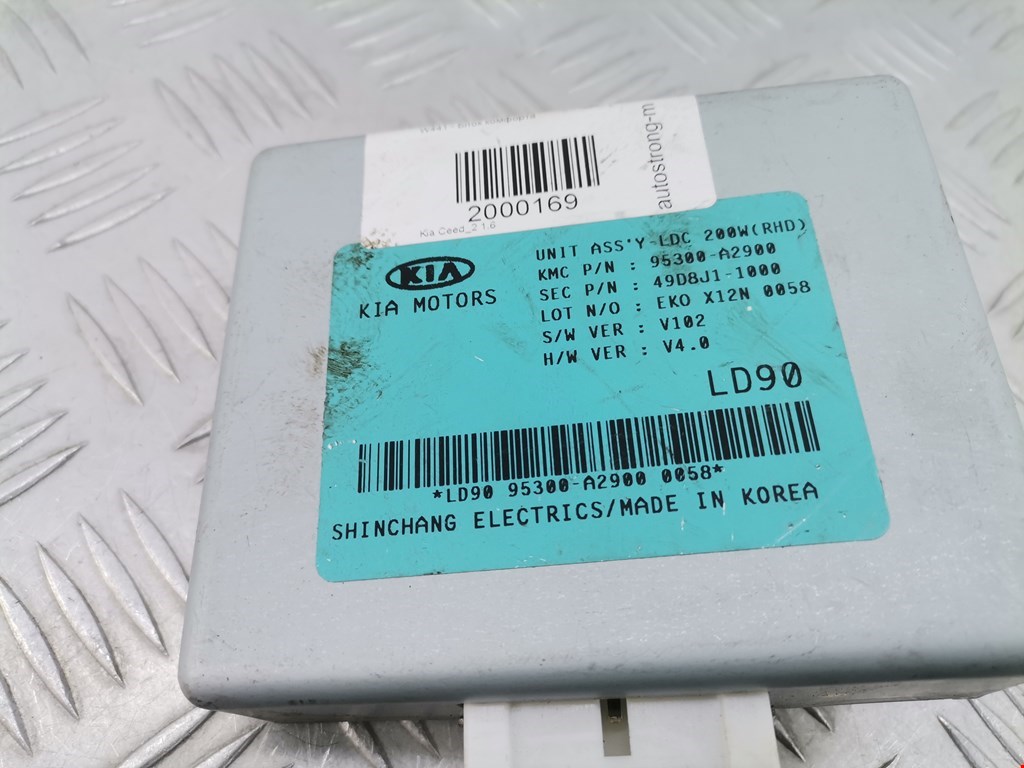 2000169
Kia Ceed_2 1.6
autostrong-m
KIA
KIA MOTORS
UNIT ASS'Y-LDC 200W(RHD)
KMC P/N : 95300-A2900
SEC P/N : 49D8J1-1000
LOT N/O : EKO X12N 0058
S/W VER : V102
H/W VER : V4.0
LD90
*LD90 95300-A2900 0058*
SHINCHANG ELECTRICS/MADE IN KOREA